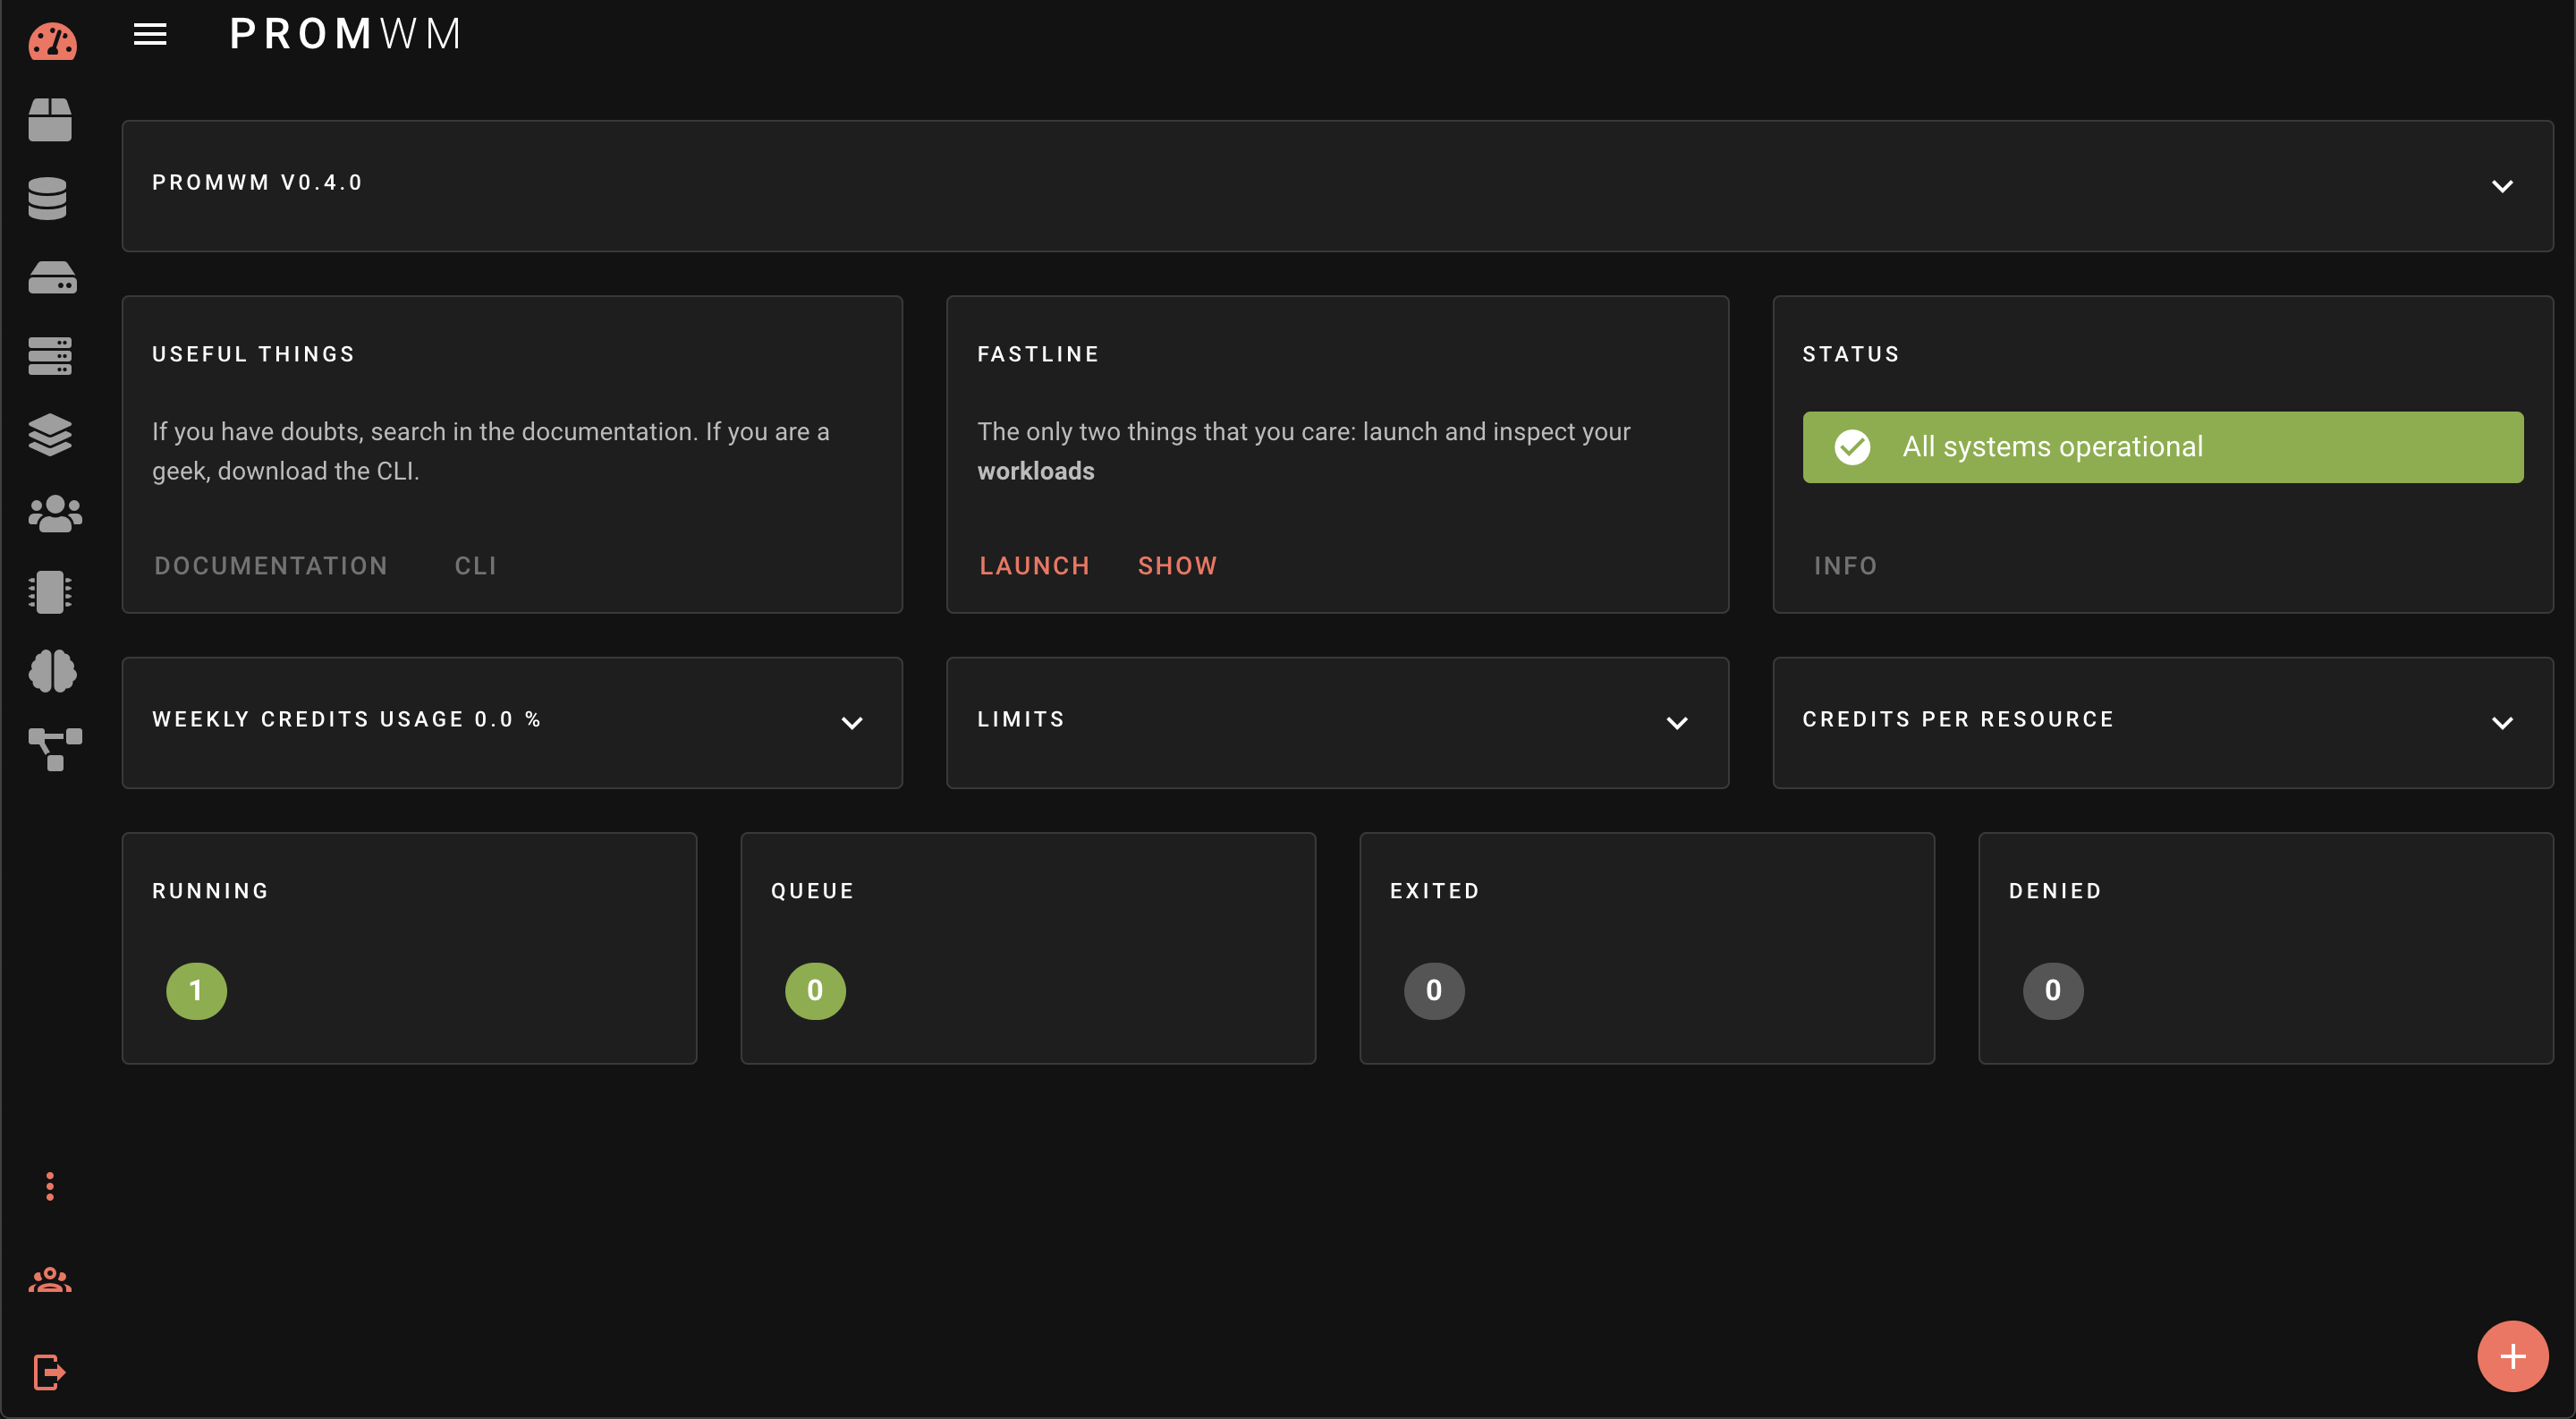 PROMWM
PROMWM V0.4.0
USEFUL THINGS
If you have doubts, search in the documentation. If you are a
geek, download the CLI.
DOCUMENTATION CLI
FASTLINE
The only two things that you care: launch and inspect your
workloads
LAUNCH SHOW
STATUS
All systems operational
INFO
WEEKLY CREDITS USAGE 0.0 %
LIMITS
CREDITS PER RESOURCE
RUNNING
1
QUEUE
0
EXITED
0
DENIED
0